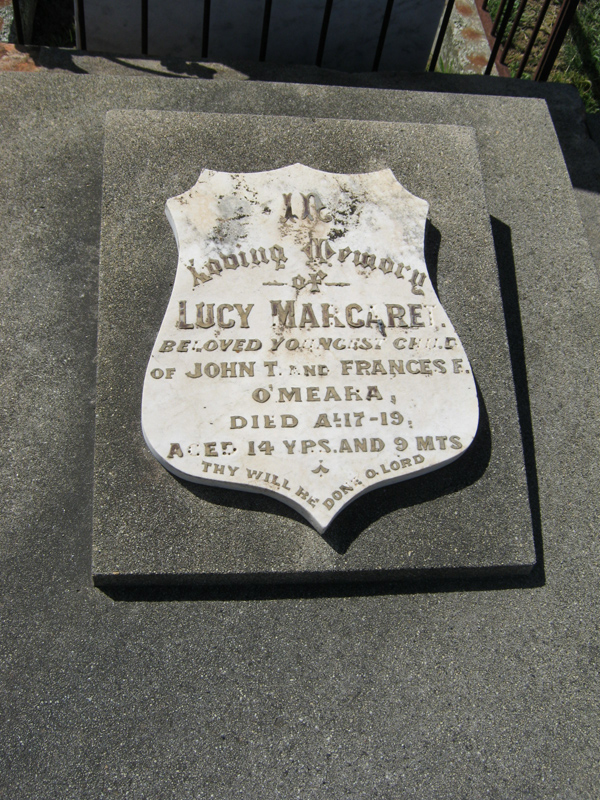 In
Loving Memory
— OF —
LUCY MARGARET.
BELOVED YOUNGEST CHILD
OF JOHN T. AND FRANCES F.
O'MEARA,
DIED
AGED 14 YRS. AND 9 MTS.
THY WILL BE DONE O LORD